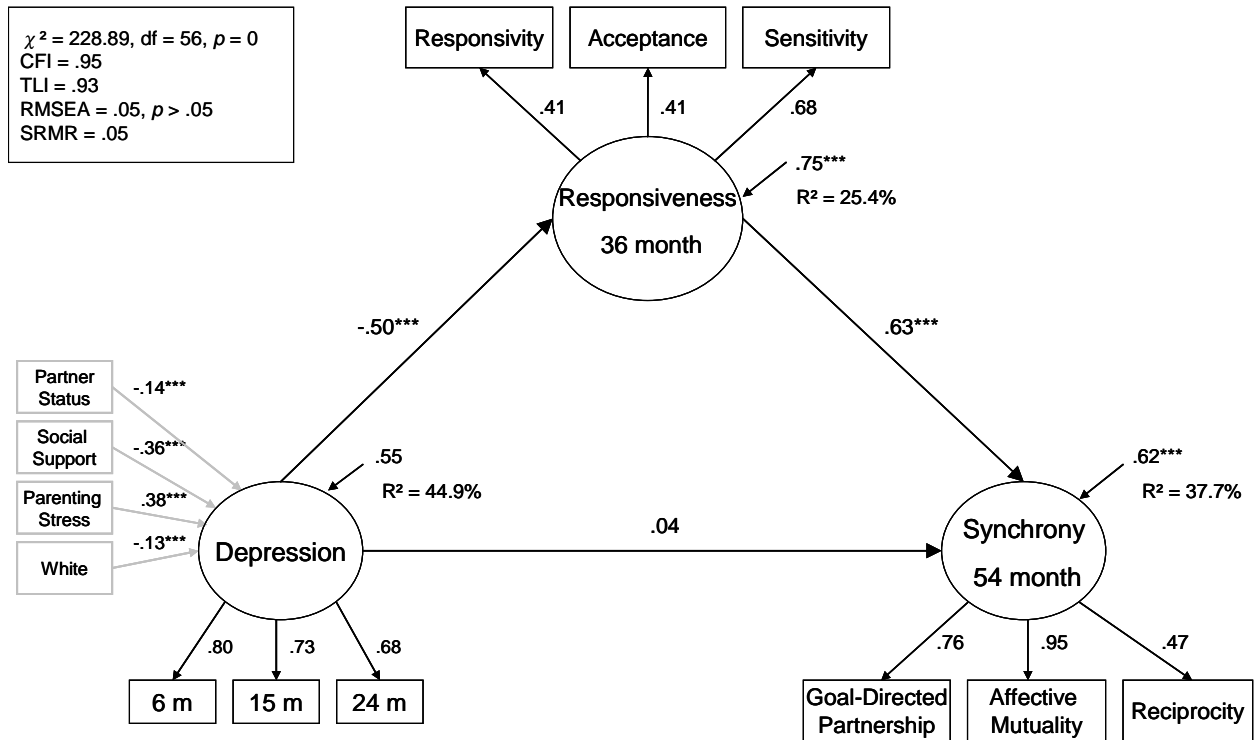 χ² = 228.89, df = 56, p = 0
CFI = .95
TLI = .93
RMSEA = .05, p > .05
SRMR = .05
Responsivity
Acceptance
Sensitivity
.41
.41
.68
Responsiveness
36 month
.75***
R² = 25.4%
-.50***
.63***
Partner
Status
-.14***
Social
Support
-.36***
Parenting
Stress
.38***
White
-.13***
.55
R² = 44.9%
Depression
.04
.62***
R² = 37.7%
Synchrony
54 month
.80
.73
.68
6 m
15 m
24 m
.76
.95
.47
Goal-Directed
Partnership
Affective
Mutuality
Reciprocity